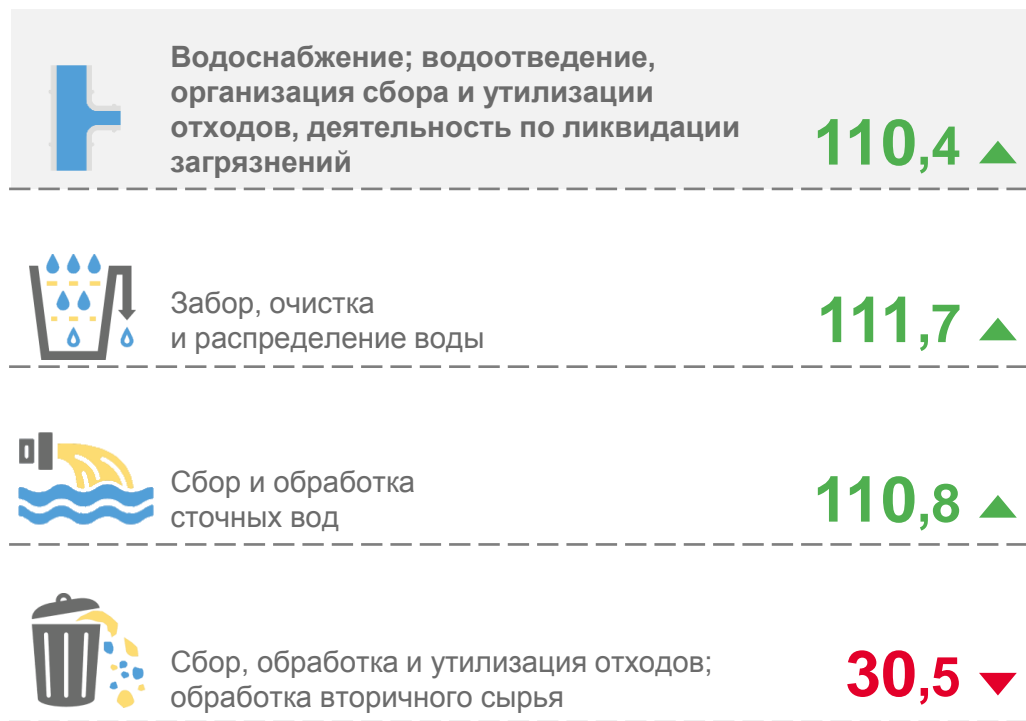 Водоснабжение; водоотведение,
организация сбора и утилизации
отходов, деятельность по ликвидации
загрязнений
110,4
Забор, очистка
и распределение воды
111,7
Сбор и обработка
сточных вод
110,8
Сбор, обработка и утилизация отходов;
обработка вторичного сырья
30,5